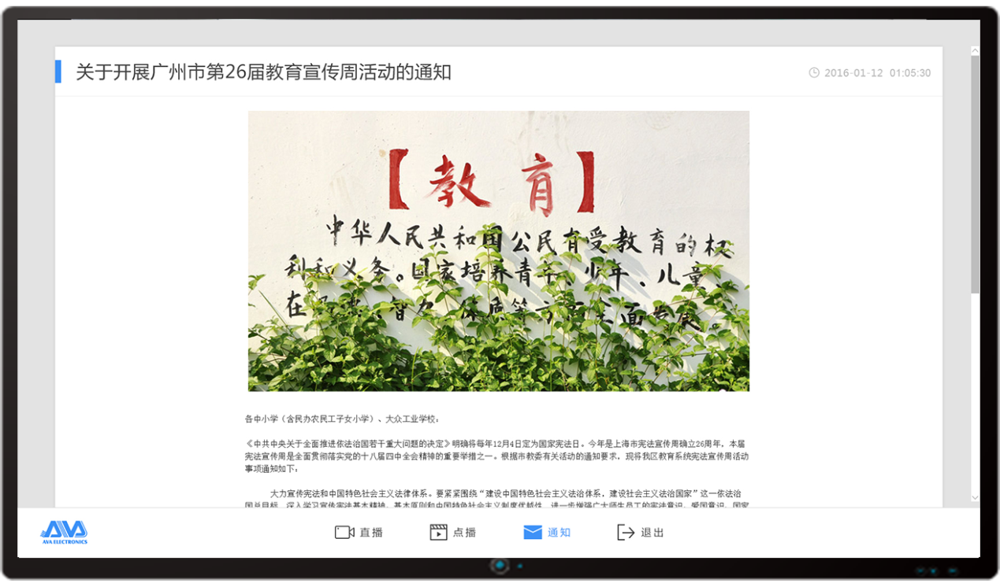 关于开展广州市第26届教育宣传周活动的通知
2016-01-12 01:05:30
【教育】
中华人民共和国公民有受教育的权
利和义务。国家培养青年、少年、儿童
在品德、智力、体质等方面全面发展。
各中小学（含民办农民工子女小学）、大众工业学校：
《中共中央关于全面推进依法治国若干重大问题的决定》明确将每年12月4日定为国家宪法日。今年是上海市宪法宣传周确立26周年，本届
宪法宣传周是全面贯彻落实党的十八届四中全会精神的重要举措之一。根据市教委有关活动的通知要求，现将我区教育系统宪法宣传周活动
事项通知如下：
大力宣传宪法和中国特色社会主义法律体系。要紧紧围绕“建设中国特色社会主义法治体系，建设社会主义法治国家”这一依法治
国总目标，深入学习宣传宪法基本精神、基本原则和中国特色社会主义制度优越性，进一步增强广大师生员工的宪法意识、爱国意识、国家
AVA
AVA ELECTRONICS
直播
点播
通知
退出